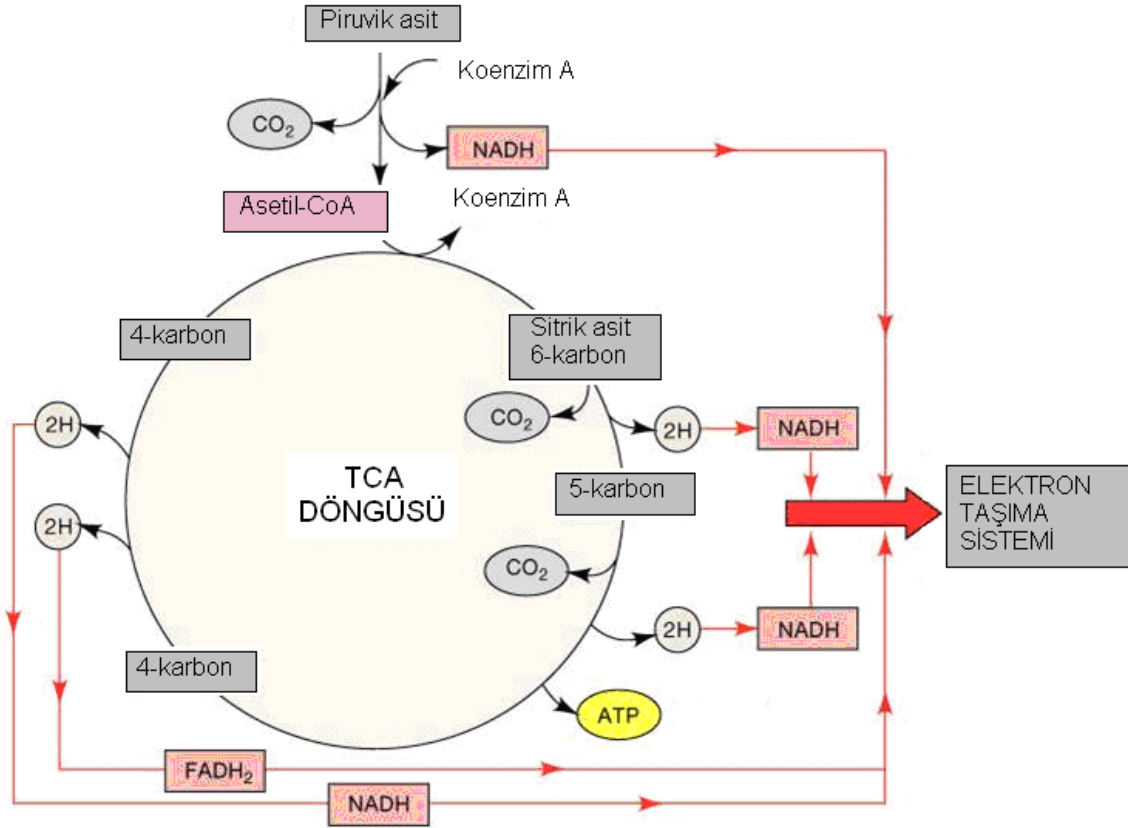 Piruvik asit
Koenzim A
CO₂
NADH
Asetil-CoA
Koenzim A
4-karbon
Sitrik asit
6-karbon
CO₂
2H
2H
NADH
TCA
DÖNGÜSÜ
5-karbon
ELEKTRON
TAŞIMA
SİSTEMİ
2H
CO₂
2H
NADH
4-karbon
ATP
FADH₂
NADH